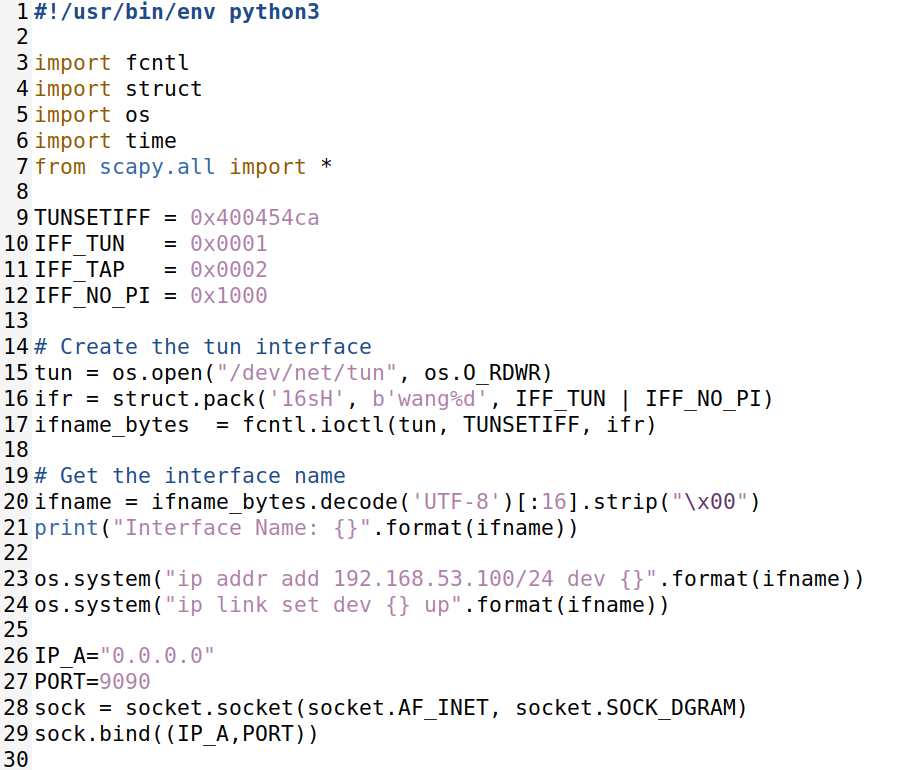 1 #!/usr/bin/env python3
2
3 import fcntl
4 import struct
5 import os
6 import time
7 from scapy.all import *
8
9 TUNSETIFF = 0x400454ca
10 IFF_TUN   = 0x0001
11 IFF_TAP   = 0x0002
12 IFF_NO_PI = 0x1000
13
14 # Create the tun interface
15 tun = os.open("/dev/net/tun", os.O_RDWR)
16 ifr = struct.pack('16sH', b'wang%d', IFF_TUN | IFF_NO_PI)
17 ifname_bytes  = fcntl.ioctl(tun, TUNSETIFF, ifr)
18
19 # Get the interface name
20 ifname = ifname_bytes.decode('UTF-8')[:16].strip("\x00")
21 print("Interface Name: {}".format(ifname))
22
23 os.system("ip addr add 192.168.53.100/24 dev {}".format(ifname))
24 os.system("ip link set dev {} up".format(ifname))
25
26 IP_A="0.0.0.0"
27 PORT=9090
28 sock = socket.socket(socket.AF_INET, socket.SOCK_DGRAM)
29 sock.bind((IP_A,PORT))
30